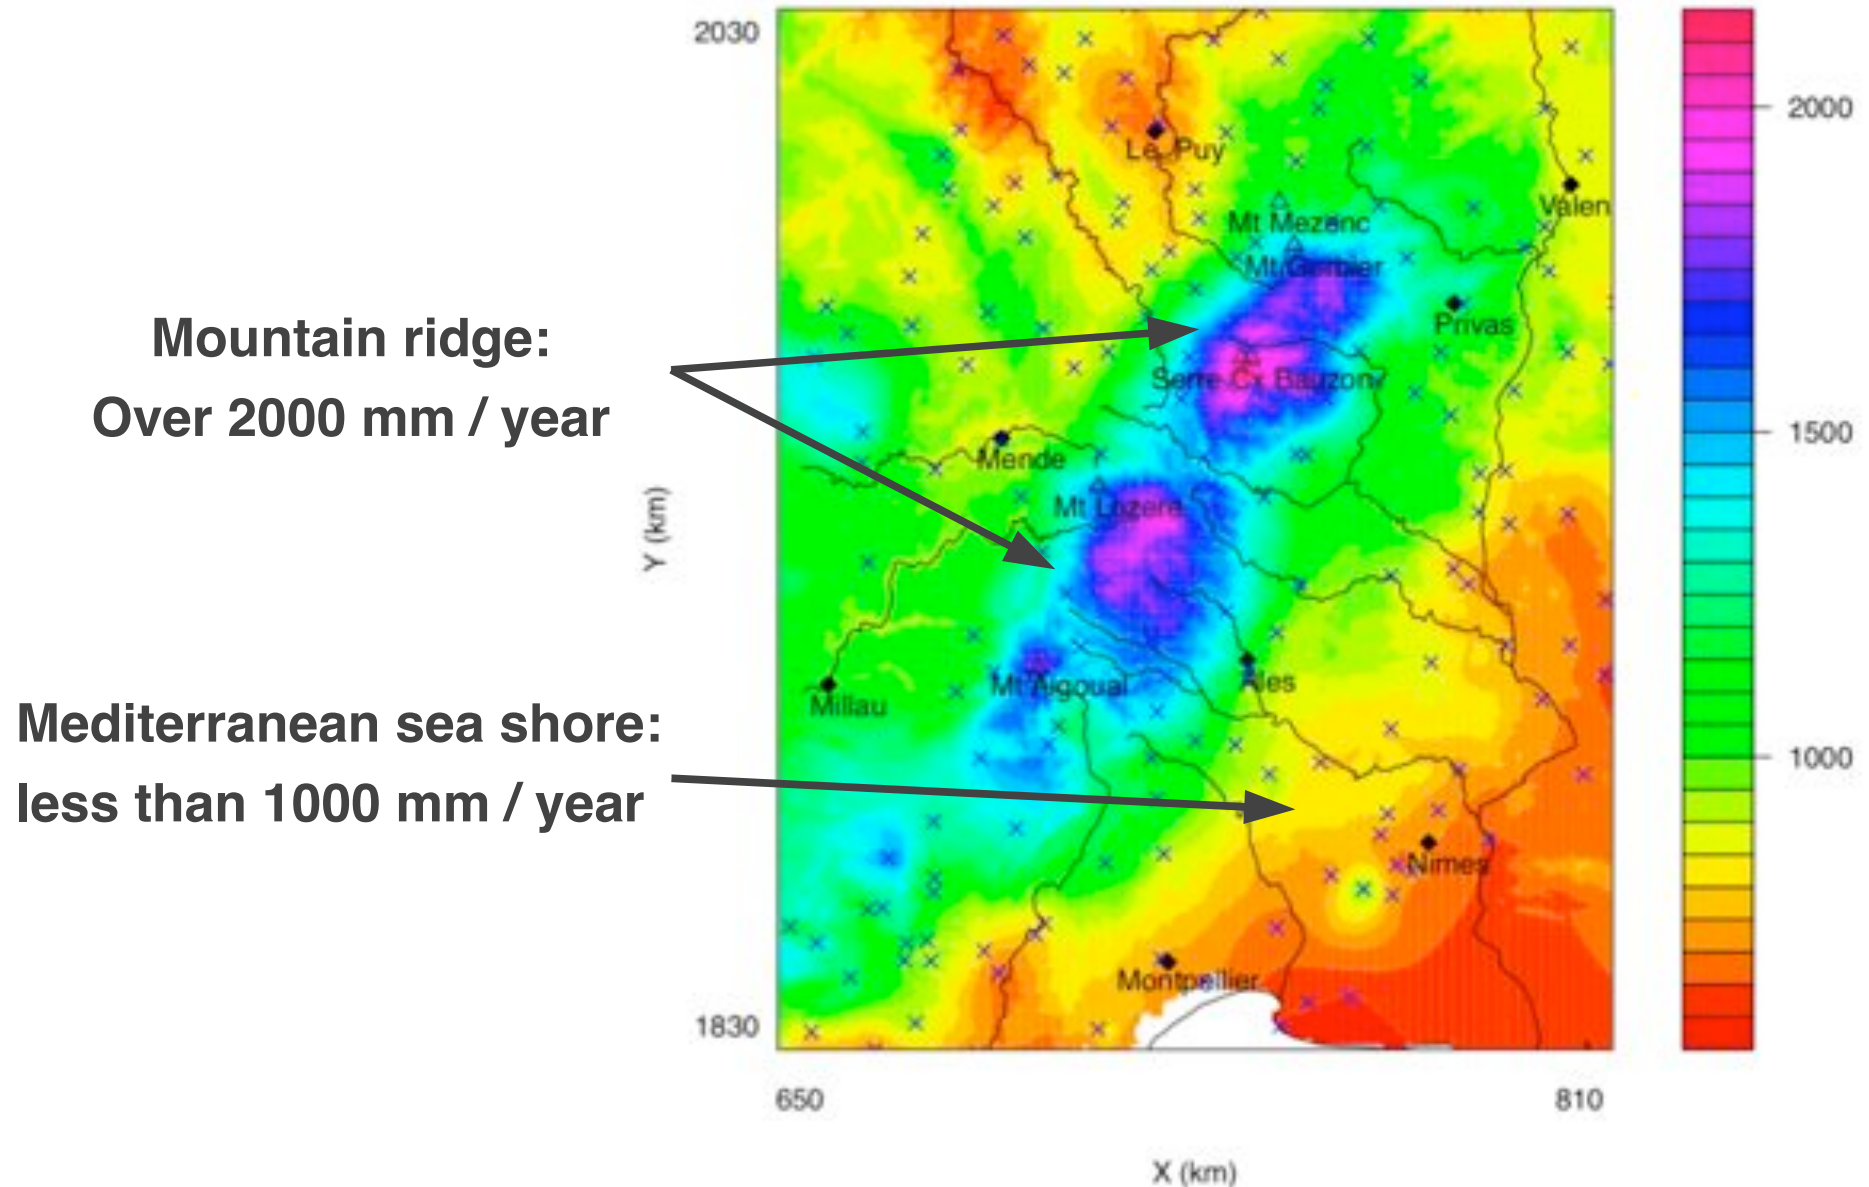 2030
2000
Le Puy
Valen
Mt Mezenc
Mt Gerbier
Mountain ridge:
Over 2000 mm / year
Privas
Serre Cx Bauzon
1500
Mende
Mt Lozere
Y (km)
Mt Aigoual
Ales
Millau
Mediterranean sea shore:
less than 1000 mm / year
1000
Nimes
Montpellier
1830
650
810
X (km)